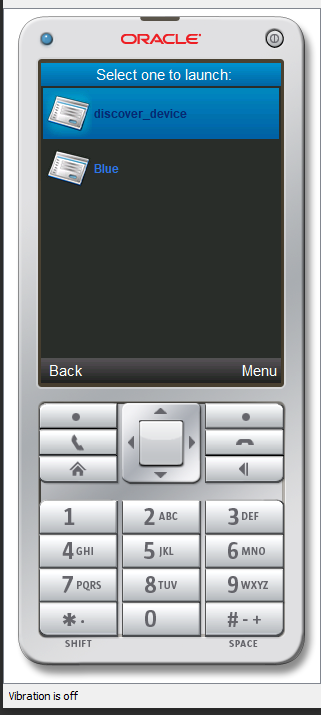 ORACLE
Select one to launch:
discover_device
Blue
Back Menu
1 2 ABC 3 DEF
4 GHI 5 JKL 6 MNO
7 PQRS 8 TUV 9 WXYZ
* · 0 # - +
SHIFT SPACE
Vibration is off